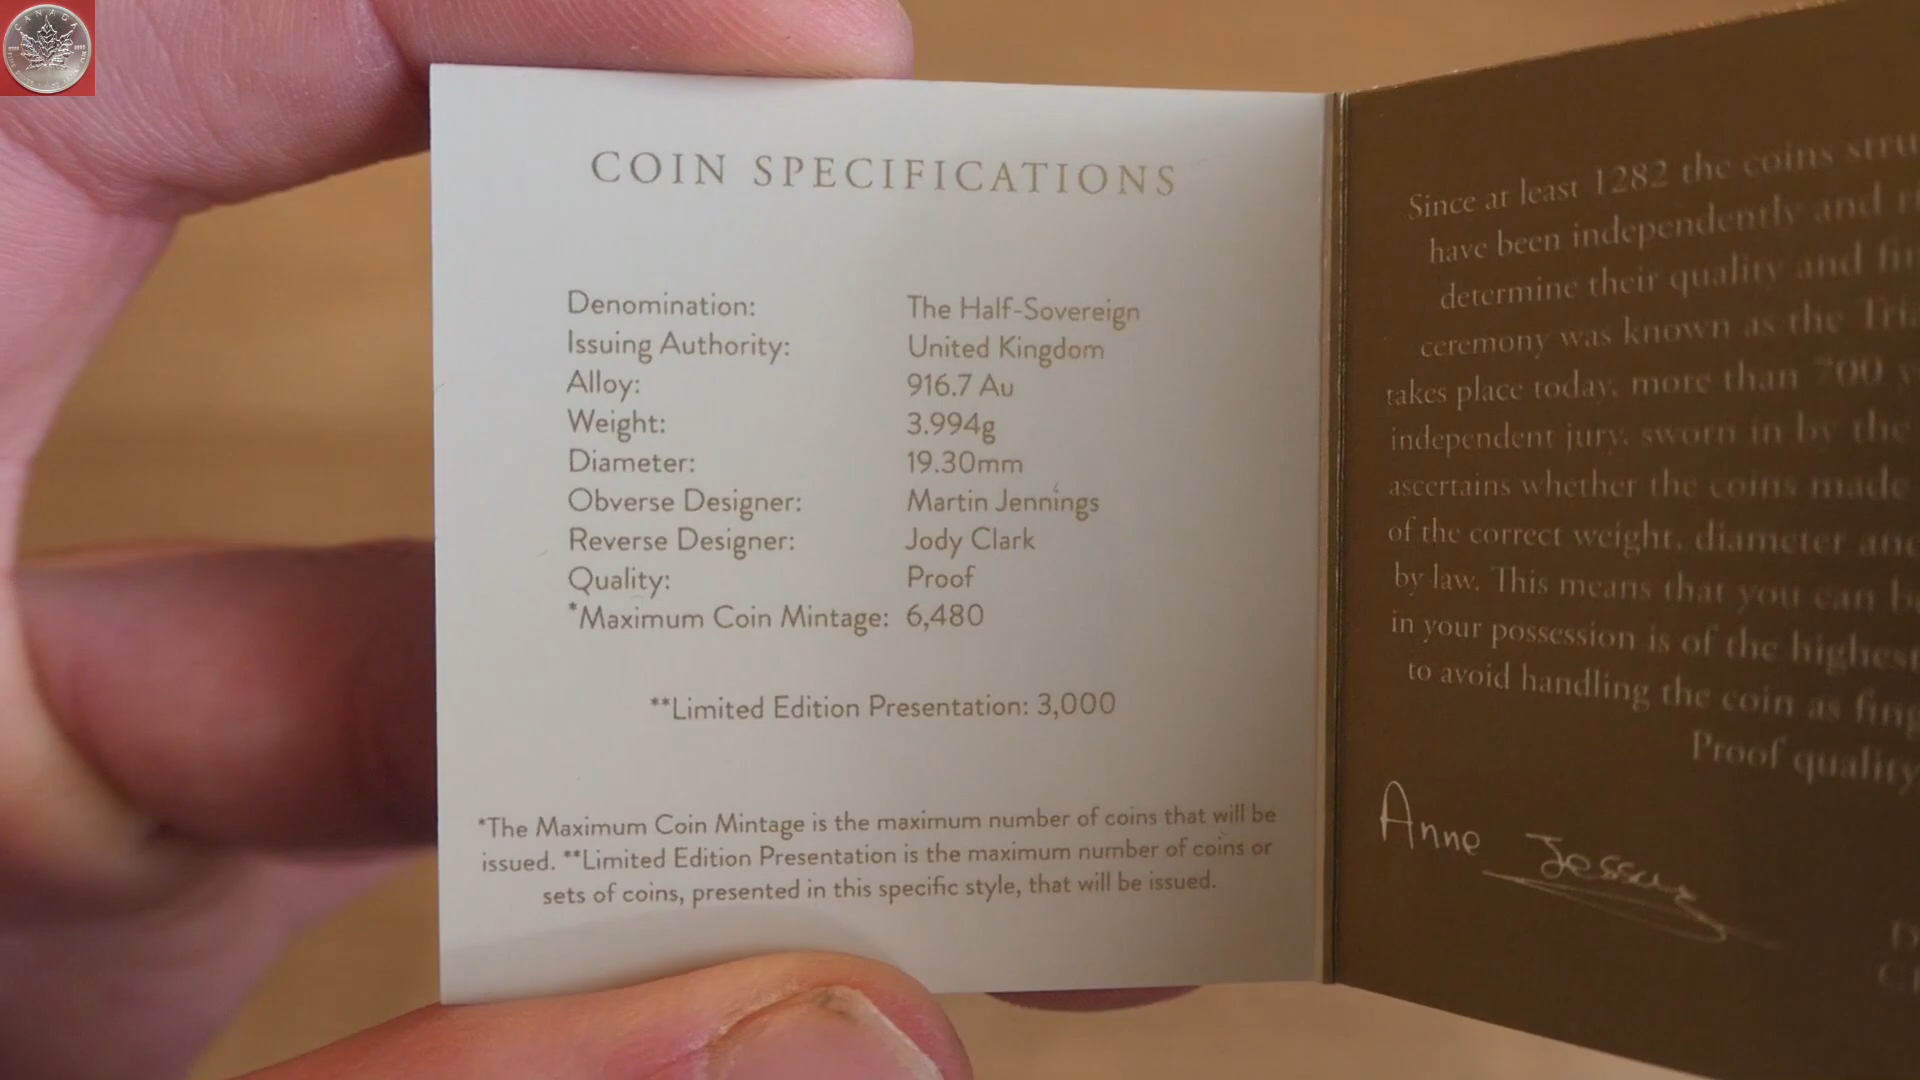 COIN SPECIFICATIONS
Denomination: The Half-Sovereign
Issuing Authority: United Kingdom
Alloy: 916.7 Au
Weight: 3.994g
Diameter: 19.30mm
Obverse Designer: Martin Jennings
Reverse Designer: Jody Clark
Quality: Proof
*Maximum Coin Mintage: 6,480
**Limited Edition Presentation: 3,000
*The Maximum Coin Mintage is the maximum number of coins that will be
issued. **Limited Edition Presentation is the maximum number of coins or
sets of coins, presented in this specific style, that will be issued.
Since at least 1282 the coins stru
have been independently and
determine their quality and
ceremony was known as the
takes place today, more than 700
independent jury, sworn in by the
ascertains whether the coins made
of the correct weight, diameter
by law. This means that you can
in your possession is of the highest
to avoid handling the coin as
Proof quality
Anne
CANADA